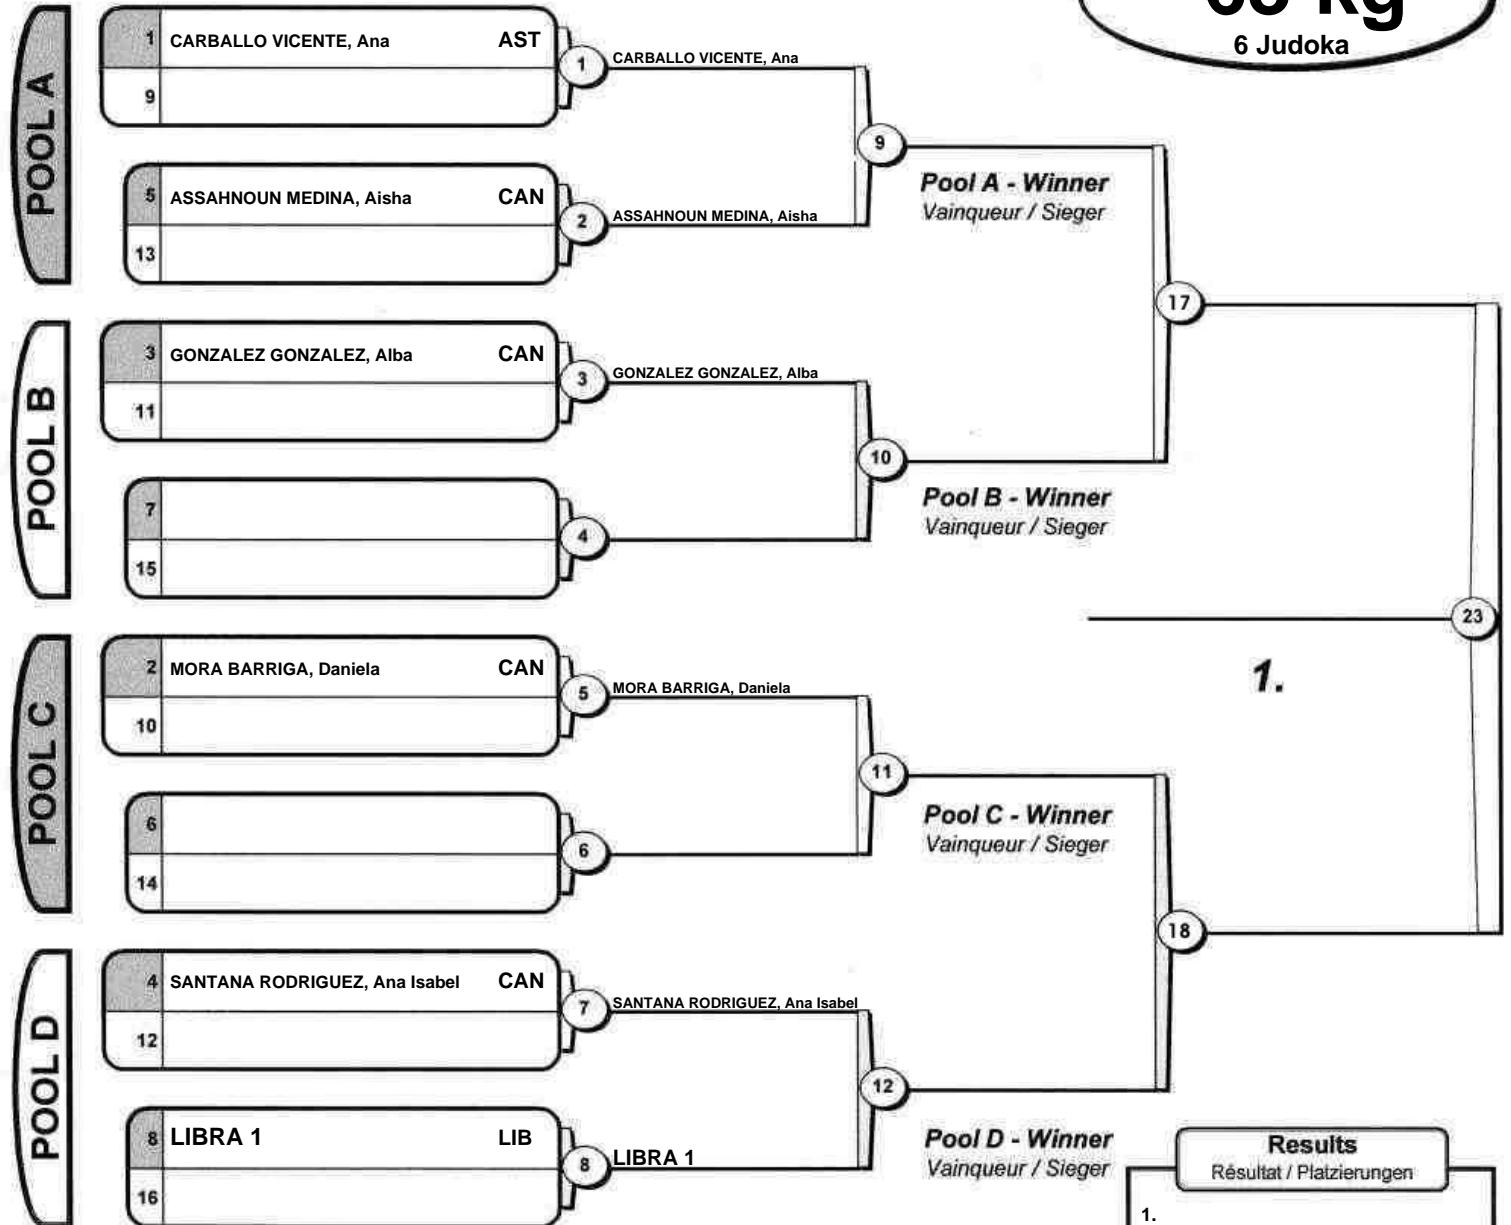 kg
6 Judoka
POOL A
1 CARBALLO VICENTE, Ana AST
9
1 CARBALLO VICENTE, Ana
5 ASSAHNOUN MEDINA, Aisha CAN
13
2 ASSAHNOUN MEDINA, Aisha
9
Pool A - Winner
Vainqueur / Sieger
POOL B
3 GONZALEZ GONZALEZ, Alba CAN
11
3 GONZALEZ GONZALEZ, Alba
7
15
4
10
Pool B - Winner
Vainqueur / Sieger
17
POOL C
2 MORA BARRIGA, Daniela CAN
10
5 MORA BARRIGA, Daniela
6
14
6
11
Pool C - Winner
Vainqueur / Sieger
POOL D
4 SANTANA RODRIGUEZ, Ana Isabel CAN
12
7 SANTANA RODRIGUEZ, Ana Isabel
8 LIBRA 1 LIB
16
8 LIBRA 1
12
Pool D - Winner
Vainqueur / Sieger
18
23
1.
Results
Résultat / Platzierungen
1.